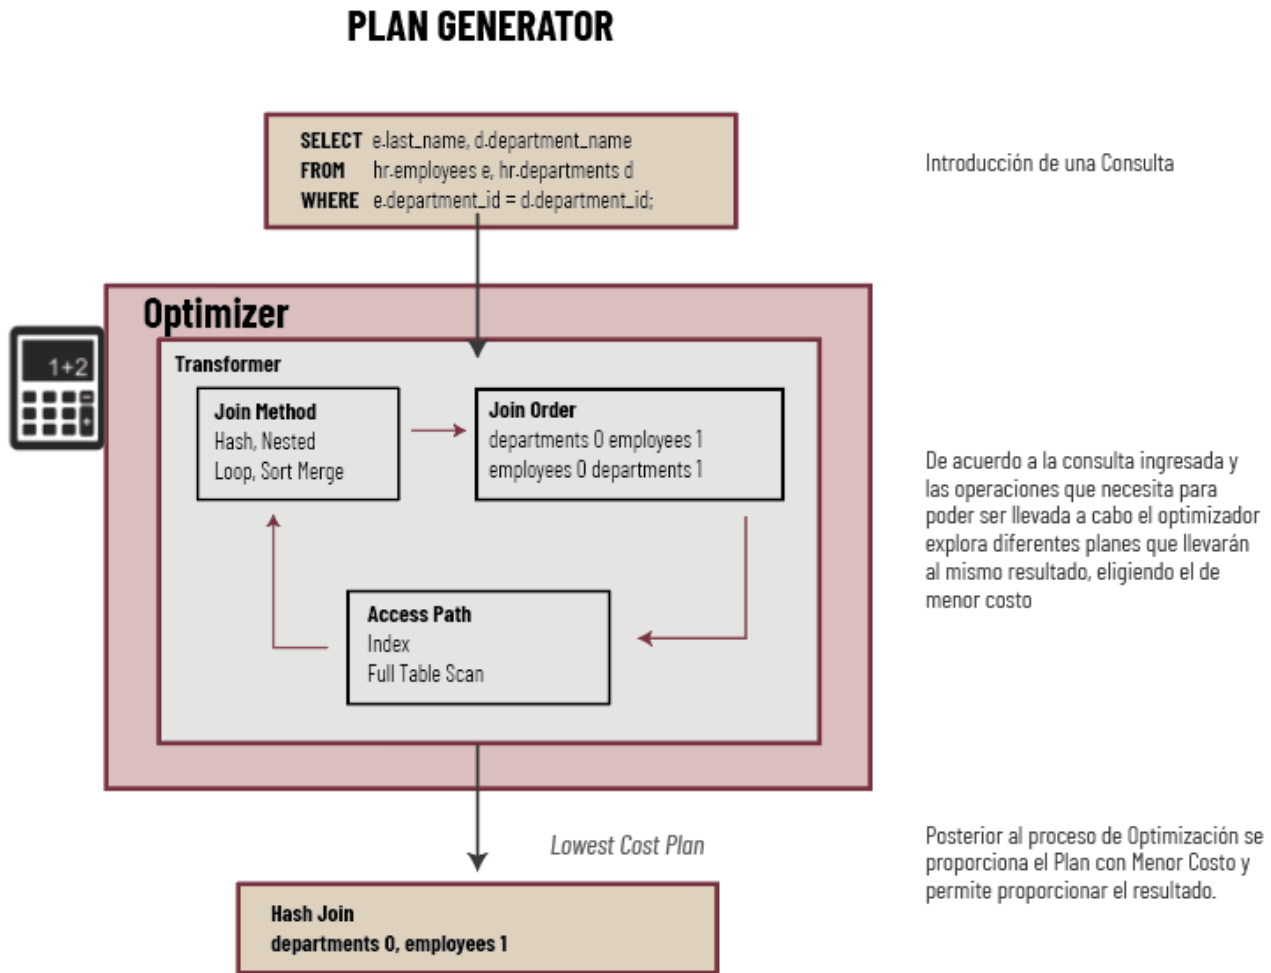 PLAN GENERATOR
SELECT e.last_name, d.department_name
FROM hr.employees e, hr.departments d
WHERE e.department_id = d.department_id;
Introducción de una Consulta
Optimizer
1+2
Transformer
Join Method
Hash, Nested
Loop, Sort Merge
Join Order
departments 0 employees 1
employees 0 departments 1
Access Path
Index
Full Table Scan
De acuerdo a la consulta ingresada y
las operaciones que necesita para
poder ser llevada a cabo el optimizador
explora diferentes planes que llevarán
al mismo resultado, eligiendo el de
menor costo
Lowest Cost Plan
Posterior al proceso de Optimización se
proporciona el Plan con Menor Costo y
permite proporcionar el resultado.
Hash Join
departments 0, employees 1